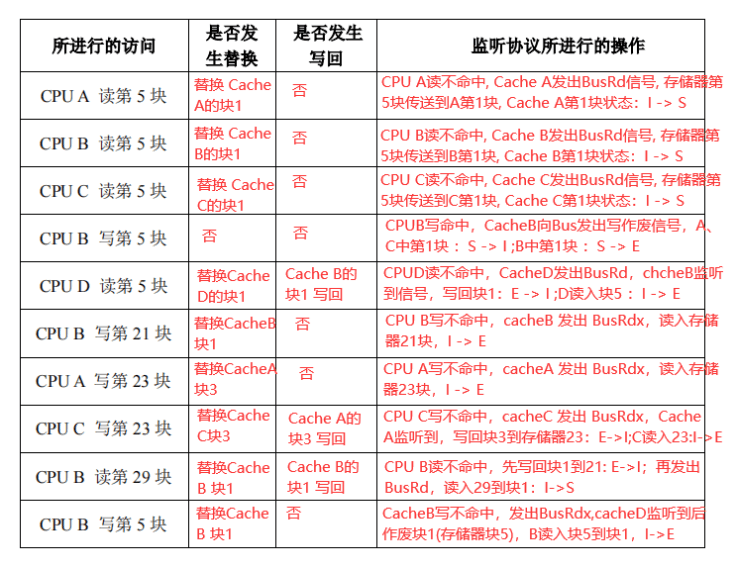 所进行的访问
是否发
生替换
是否发生
写回
监听协议所进行的操作
CPU A 读第 5 块
替换 Cache
A的块1
否
CPU A读不命中, Cache A发出BusRd信号, 存储器第
5块传送到A第1块, Cache A第1块状态：I -> S
CPU B 读第 5 块
替换 Cache
B的块1
否
CPU B读不命中, Cache B发出BusRd信号, 存储器第
5块传送到B第1块, Cache B第1块状态：I -> S
CPU C 读第 5 块
替换 Cache
C的块1
否
CPU C读不命中, Cache C发出BusRd信号, 存储器第
5块传送到C第1块, Cache C第1块状态：I -> S
CPU B 写第 5 块
否
否
CPUB写命中，CacheB向Bus发出写作废信号，A、
C中第1块：S -> I ;B中第1块：S -> E
CPU D 读第 5 块
替换Cache
D的块1
Cache B的
块1 写回
CPUD读不命中，CacheD发出BusRd，chcheB监听
到信号，写回块1：E -> I ;D读入块5 ：I -> E
CPU B 写第 21 块
替换CacheB
块1
否
CPU B写不命中，cacheB 发出 BusRdx，读入存储
器21块，I -> E
CPU A 写第 23 块
替换CacheA
块3
否
CPU A写不命中，cacheA 发出 BusRdx，读入存储
器23块，I -> E
CPU C 写第 23 块
替换Cache
C块3
Cache A的
块3 写回
CPU C写不命中，cacheC 发出 BusRdx，Cache
A监听到，写回块3到存储器23：E->I;C读入23:I->E
CPU B 读第 29 块
替换Cache
B 块1
Cache B的
块1 写回
CPU B读不命中，先写回块1到21: E->I；再发出
BusRd，读入29到块1：I->S
CPU B 写第 5 块
替换Cache
B 块1
否
CacheB写不命中，发出BusRdx,cacheD监听到后
作废块1(存储器块5)，B读入块5到块1，I->E